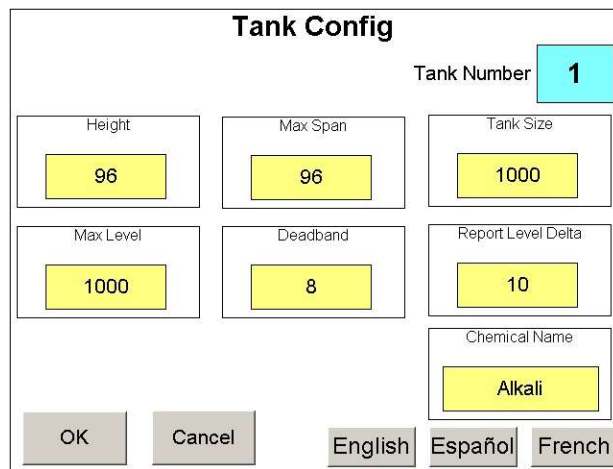 Tank Config
Tank Number 1
Height Max Span Tank Size
96 96 1000
Max Level Deadband Report Level Delta
1000 8 10
Chemical Name
Alkali
OK Cancel English Español French